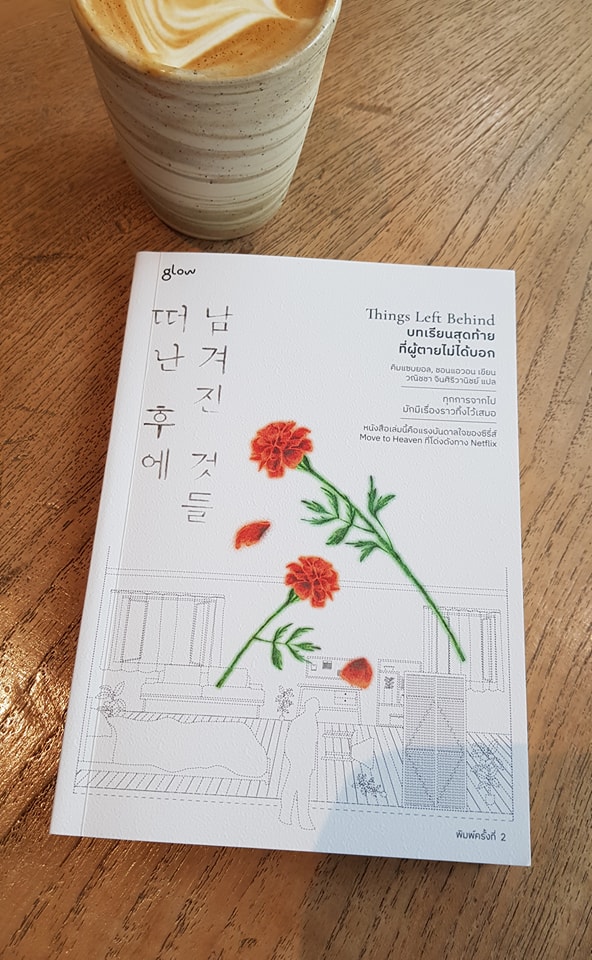 glow
떠난 후에
남겨진 것들
Things Left Behind
บทเรียนสุดท้าย
ที่ผู้ตายไม่ได้บอก
คิมแซบยอล, ชอนแอวอน เขียน
วณิชชา จินศิริวานิชย์ แปล
ทุกการจากไป
มักมีเรื่องราวทิ้งไว้เสมอ
หนังสือเล่มนี้คือแรงบันดาลใจของซีรี่ส์
Move to Heaven ที่โด่งดังทาง Netflix
พิมพ์ครั้งที่ 2